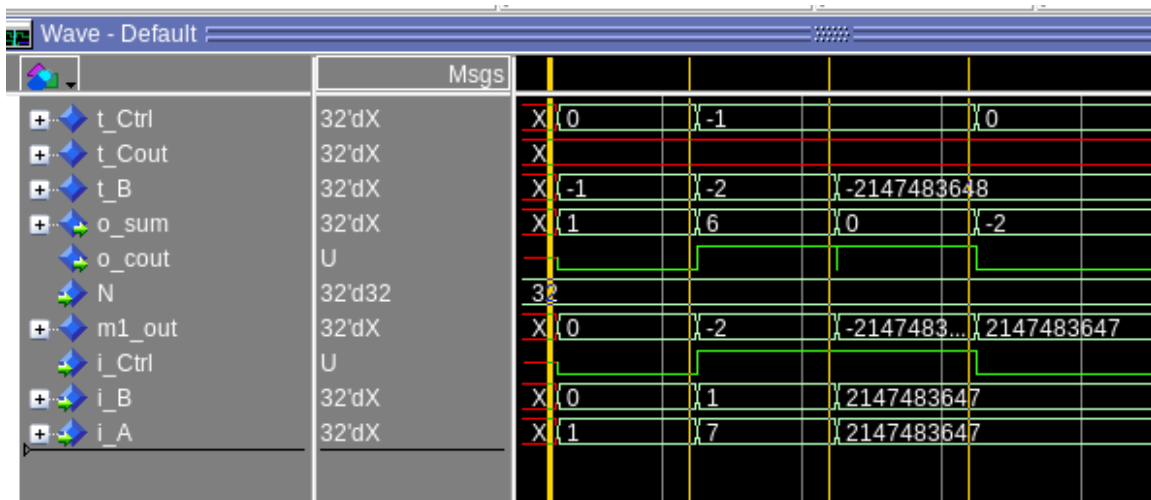 Wave - Default
Msgs
t_Ctrl 32'dX X 0 -1 0
t_Cout 32'dX X
t_B 32'dX X -1 -2 -2147483648
o_sum 32'dX X 1 6 0 -2
o_cout U
N 32'd32 32
m1_out 32'dX X 0 -2 -2147483... 2147483647
i_Ctrl U
i_B 32'dX X 0 1 2147483647
i_A 32'dX X 1 7 2147483647